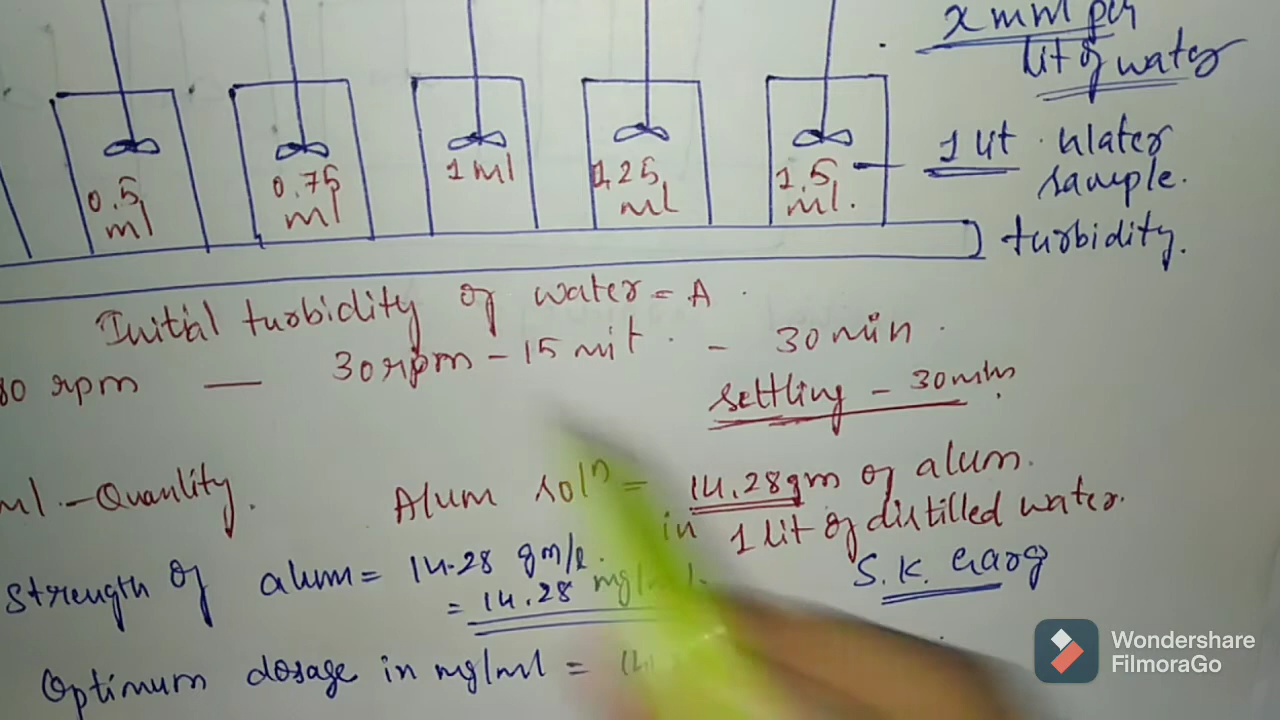 x mml per
lit of water
0.5
ml
0.75
ml
1 ml
1.25
ml
1.5
ml.
1 lit water
sample.
turbidity.
Initial turbidity of water = A
80 rpm — 30 rpm - 15 mit. - 30 min
settling - 30 min
ml - Quantity.
Alum soln = 14.28 gm of alum.
in 1 lit of distilled water.
Strength of alum = 14.28 gm/l.
= 14.28
S.K. Garg
Optimum dosage in mg/ml =
Wondershare
FilmoraGo